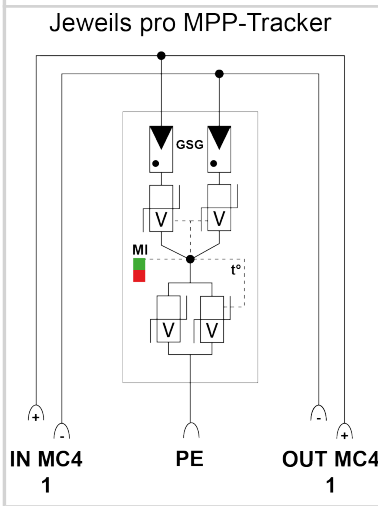 Jeweils pro MPP-Tracker
GSG
V V
MI
t°
V V
+ - - +
IN MC4 PE OUT MC4
1 1